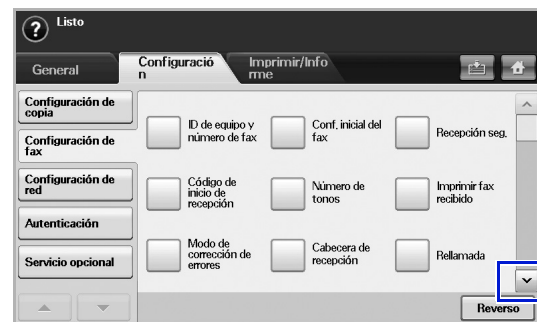 Listo
General
Configuració
n
Imprimir/Info
rme
Configuración de
copia
Configuración de
fax
Configuración de
red
Autenticación
Servicio opcional
ID de equipo y
número de fax
Conf. inicial del
fax
Recepción seg.
Código de
inicio de
recepción
Número de
tonos
Imprimir fax
recibido
Modo de
corrección de
errores
Cabecera de
recepción
Rellamada
Reverso